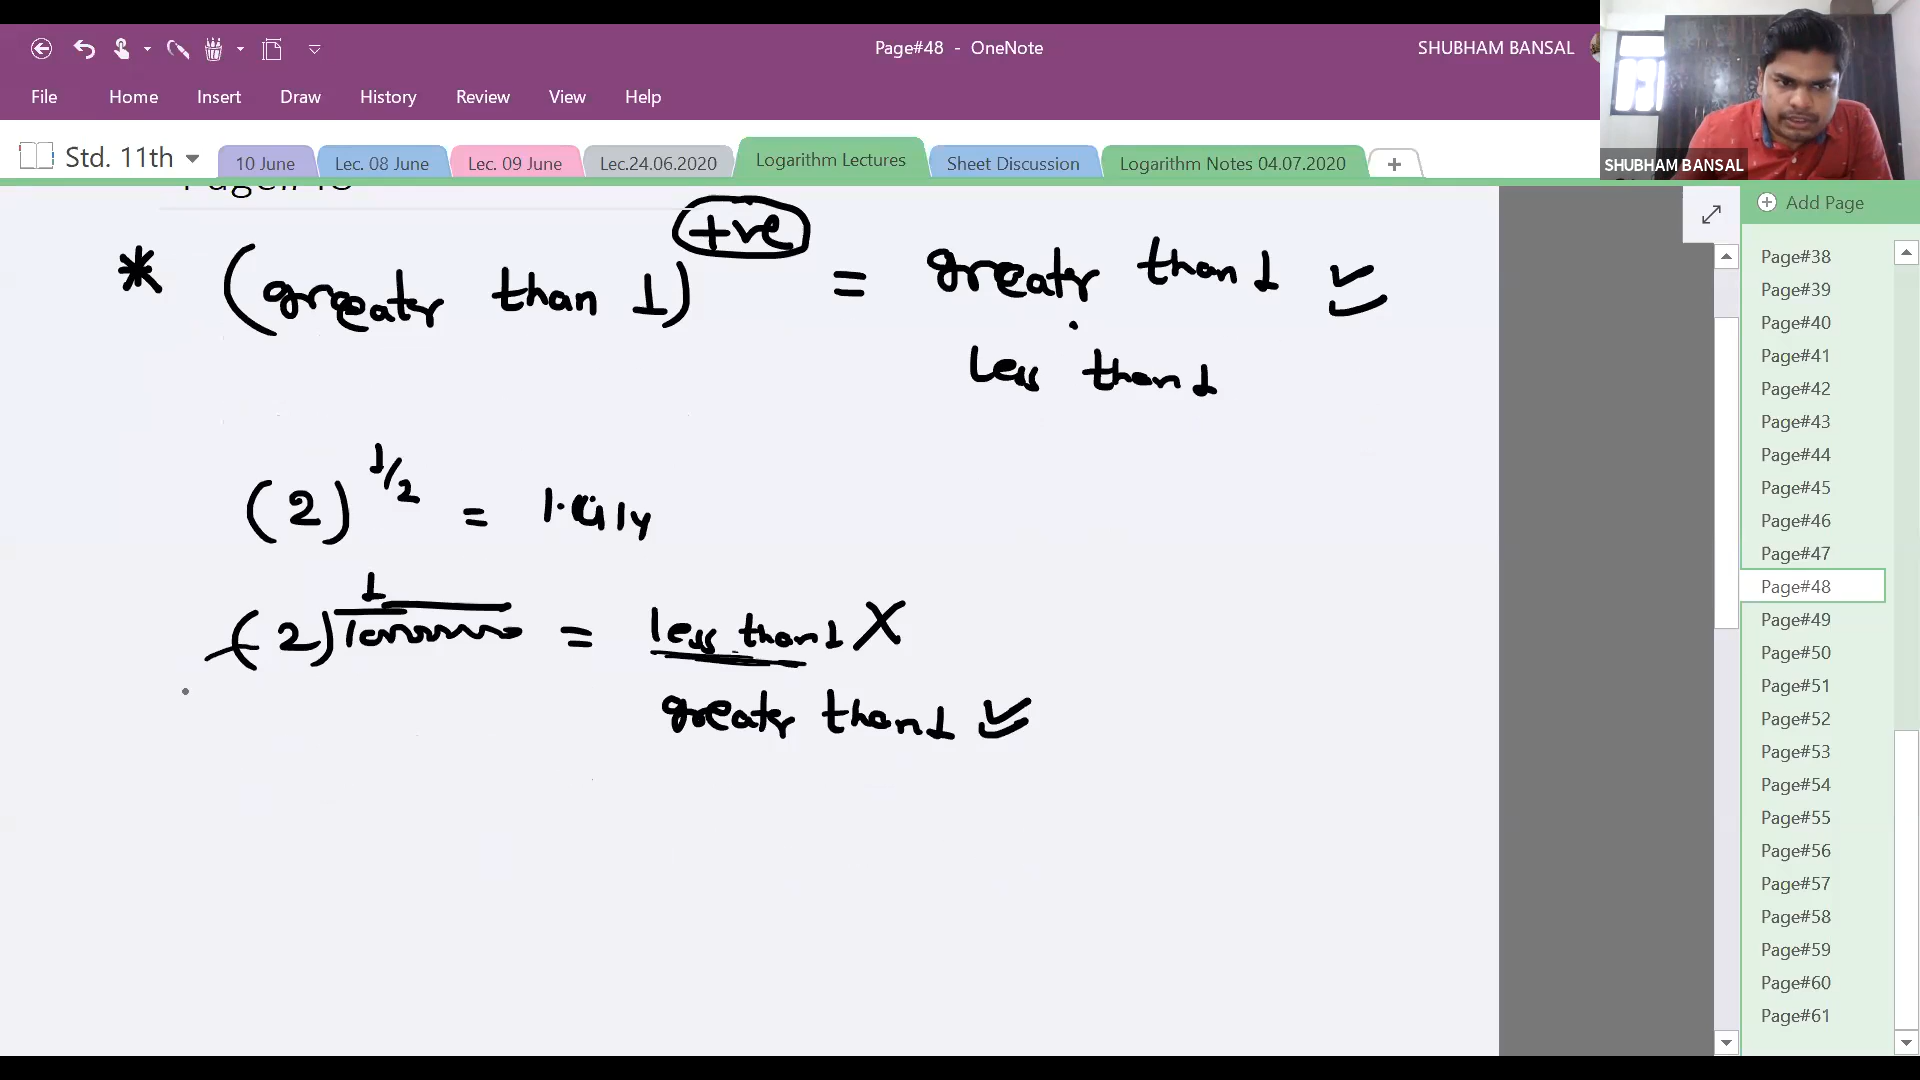 Page#48 - OneNote
SHUBHAM BANSAL
File Home Insert Draw History Review View Help
Std. 11th
10 June
Lec. 08 June
Lec. 09 June
Lec.24.06.2020
Logarithm Lectures
Sheet Discussion
Logarithm Notes 04.07.2020
+
SHUBHAM BANSAL
Add Page
* (greater than 1)^(+ve) = greater than 1 ✓
less than 1
(2)^(1/2) = 1.414
(2) = less than 1 X
greater than 1 ✓
Page#38
Page#39
Page#40
Page#41
Page#42
Page#43
Page#44
Page#45
Page#46
Page#47
Page#48
Page#49
Page#50
Page#51
Page#52
Page#53
Page#54
Page#55
Page#56
Page#57
Page#58
Page#59
Page#60
Page#61